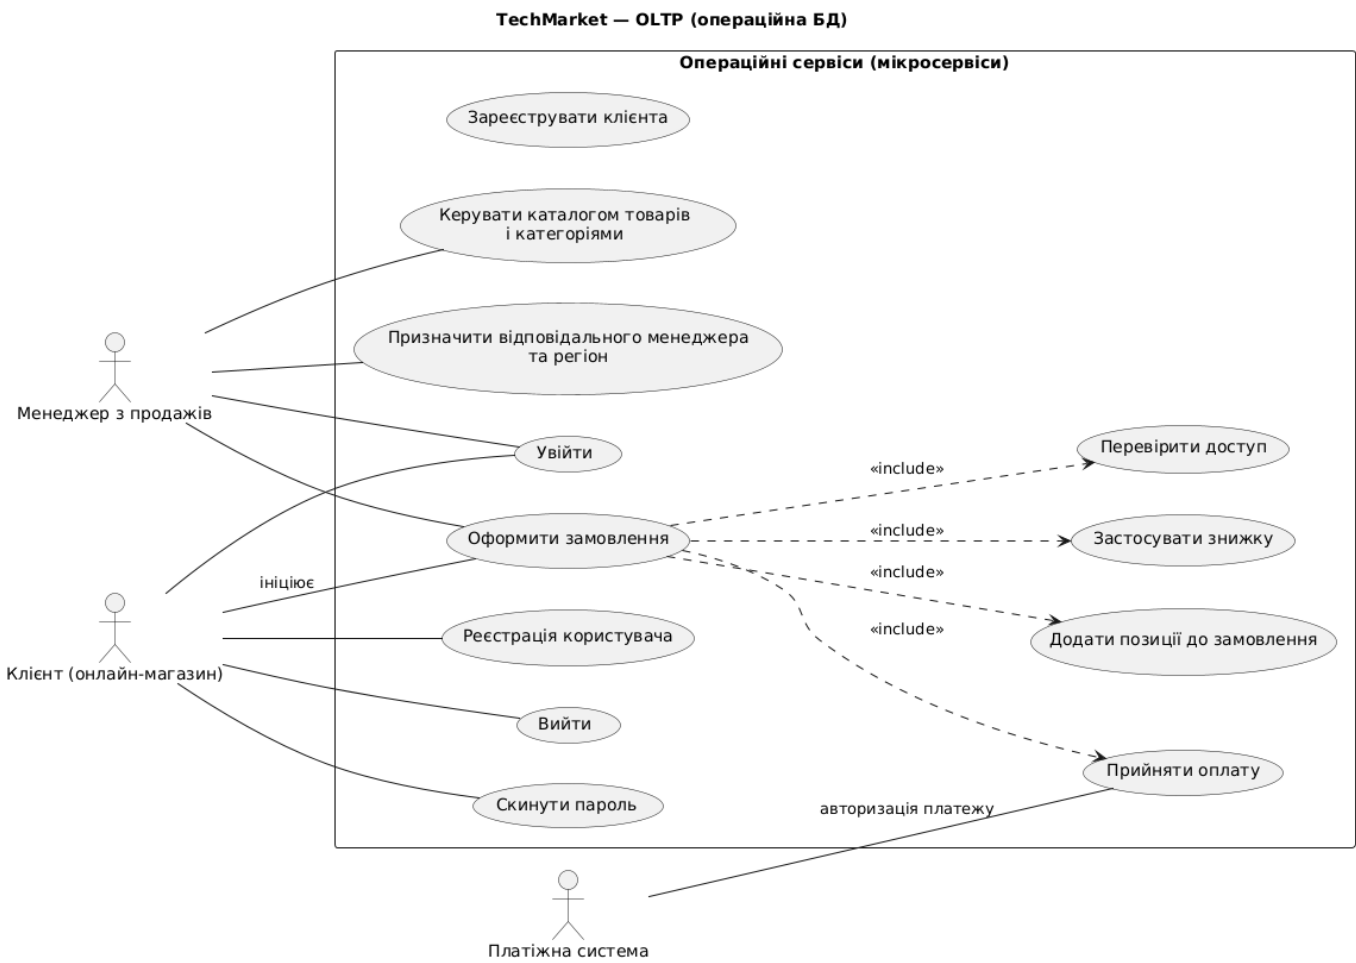 TechMarket — OLTP (операційна БД)
Операційні сервіси (мікросервіси)
Зареєструвати клієнта
Керувати каталогом товарів
і категоріями
Призначити відповідального менеджера
та регіон
Менеджер з продажів
Увійти
Перевірити доступ
«include»
Оформити замовлення
«include»
Застосувати знижку
«include»
ініціює
«include»
Додати позиції до замовлення
Реєстрація користувача
Клієнт (онлайн-магазин)
Вийти
Прийняти оплату
Скинути пароль
авторизація платежу
Платіжна система